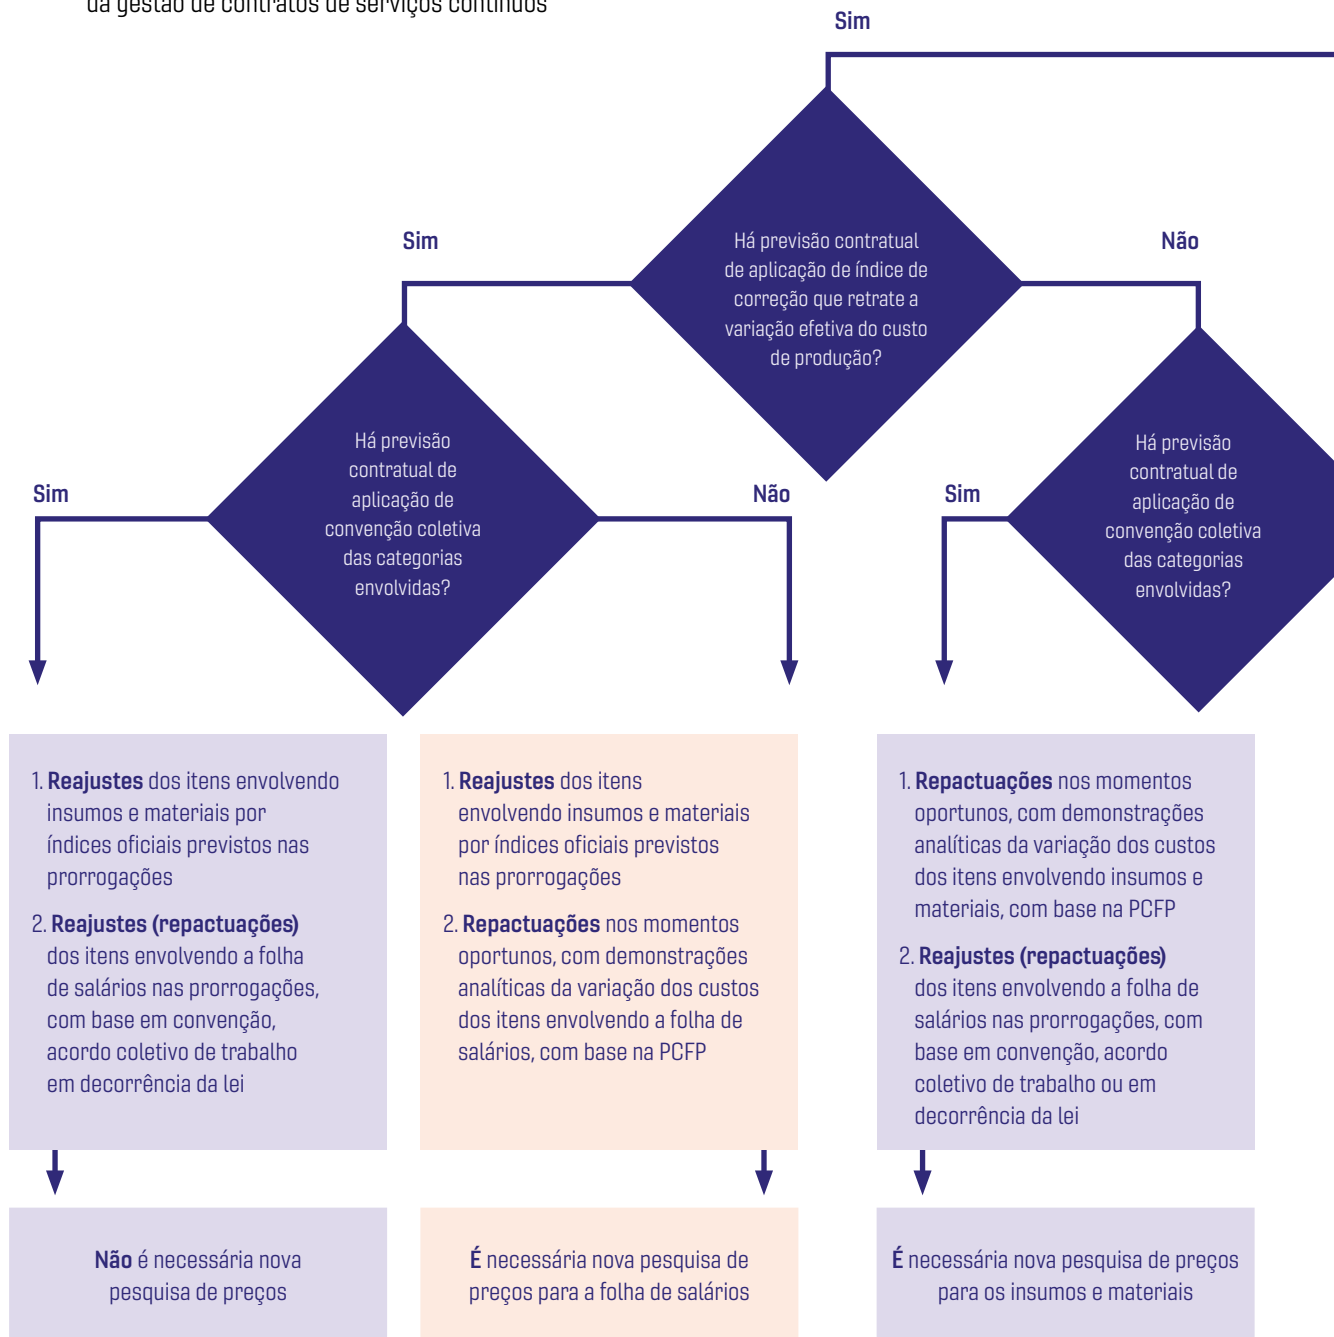 da gestão de contratos de serviços contínuos
Sim
Há previsão contratual
de aplicação de índice de
correção que retrate a
variação efetiva do custo
de produção?
Sim
Não
Há previsão
contratual de
aplicação de
convenção coletiva
das categorias
envolvidas?
Sim
Não
Há previsão
contratual de
aplicação de
convenção coletiva
das categorias
envolvidas?
Sim
1. Reajustes dos itens envolvendo
insumos e materiais por
índices oficiais previstos nas
prorrogações
2. Reajustes (repactuações)
dos itens envolvendo a folha
de salários nas prorrogações,
com base em convenção,
acordo coletivo de trabalho
em decorrência da lei
1. Reajustes dos itens
envolvendo insumos e materiais
por índices oficiais previstos
nas prorrogações
2. Repactuações nos momentos
oportunos, com demonstrações
analíticas da variação dos custos
dos itens envolvendo a folha de
salários, com base na PCFP
1. Repactuações nos momentos
oportunos, com demonstrações
analíticas da variação dos custos
dos itens envolvendo insumos e
materiais, com base na PCFP
2. Reajustes (repactuações)
dos itens envolvendo a folha de
salários nas prorrogações, com
base em convenção, acordo
coletivo de trabalho ou em
decorrência da lei
Não é necessária nova
pesquisa de preços
É necessária nova pesquisa de
preços para a folha de salários
É necessária nova pesquisa de preços
para os insumos e materiais